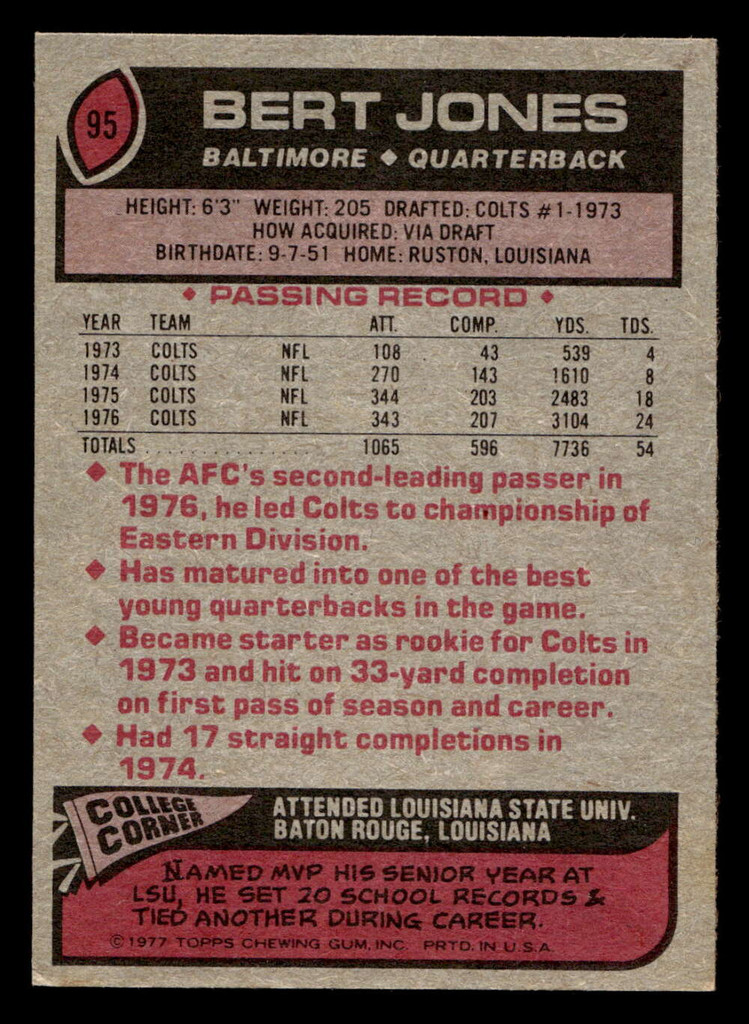 95
BERT JONES
BALTIMORE ♦ QUARTERBACK
HEIGHT: 6'3" WEIGHT: 205 DRAFTED: COLTS #1-1973
HOW ACQUIRED: VIA DRAFT
BIRTHDATE: 9-7-51 HOME: RUSTON, LOUISIANA
♦ PASSING RECORD ♦
YEAR TEAM ATT. COMP. YDS. TDS.
1973 COLTS NFL 108 43 539 4
1974 COLTS NFL 270 143 1610 8
1975 COLTS NFL 344 203 2483 18
1976 COLTS NFL 343 207 3104 24
TOTALS ................ 1065 596 7736 54
♦ The AFC's second-leading passer in
1976, he led Colts to championship of
Eastern Division.
♦ Has matured into one of the best
young quarterbacks in the game.
♦ Became starter as rookie for Colts in
1973 and hit on 33-yard completion
on first pass of season and career.
♦ Had 17 straight completions in
1974.
COLLEGE
CORNER
ATTENDED LOUISIANA STATE UNIV.
BATON ROUGE, LOUISIANA
NAMED MVP HIS SENIOR YEAR AT
LSU, HE SET 20 SCHOOL RECORDS &
TIED ANOTHER DURING CAREER.
© 1977 TOPPS CHEWING GUM, INC. PRTD. IN U.S.A.